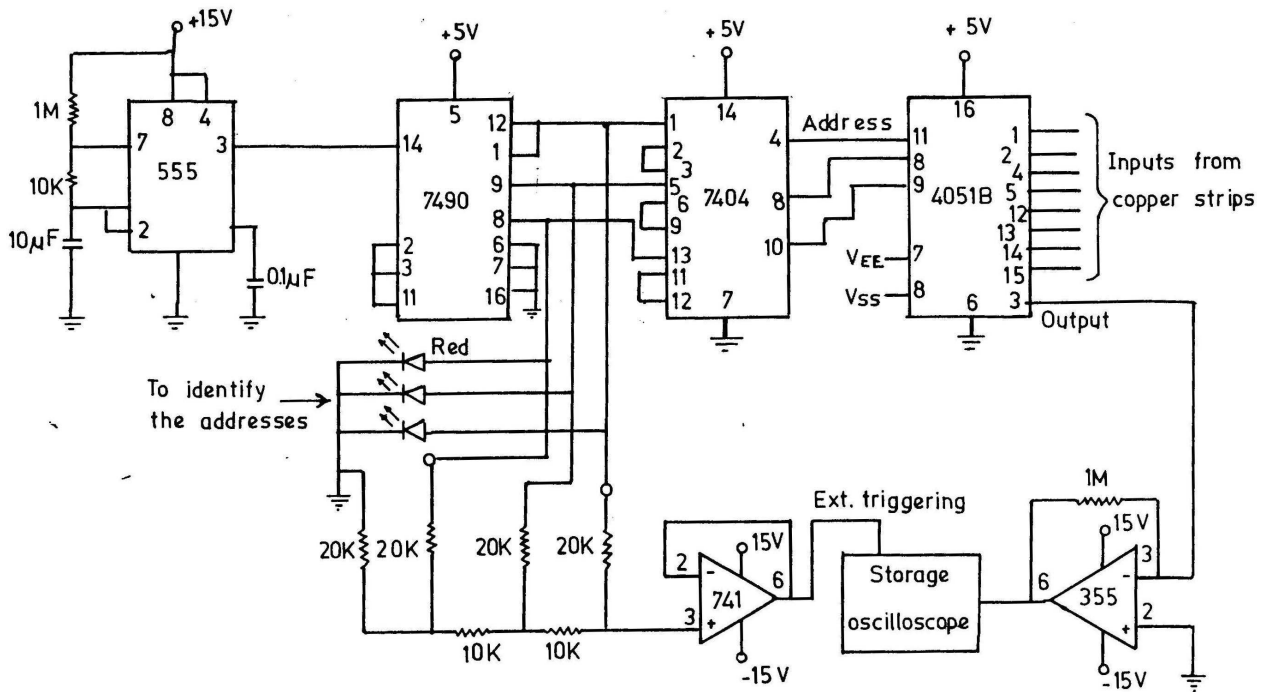 +15V
1M
8
4
7
3
555
10K
2
10µF
0.1µF
+5V
5
12
14
1
9
7490
8
2
6
3
7
11
16
+5V
14
1
4
2
3
5
6
8
7404
9
10
13
11
12
7
Address
+5V
16
11
1
8
2
9
4
4051B
5
12
13
VEE
7
14
15
VSS
8
3
6
Output
Inputs from
copper strips
Red
To identify
the addresses
20K
20K
20K
20K
10K
10K
2
-
15V
6
741
3
+
-15V
Ext. triggering
Storage
oscilloscope
1M
15V
3
6
-
355
2
+
-15V